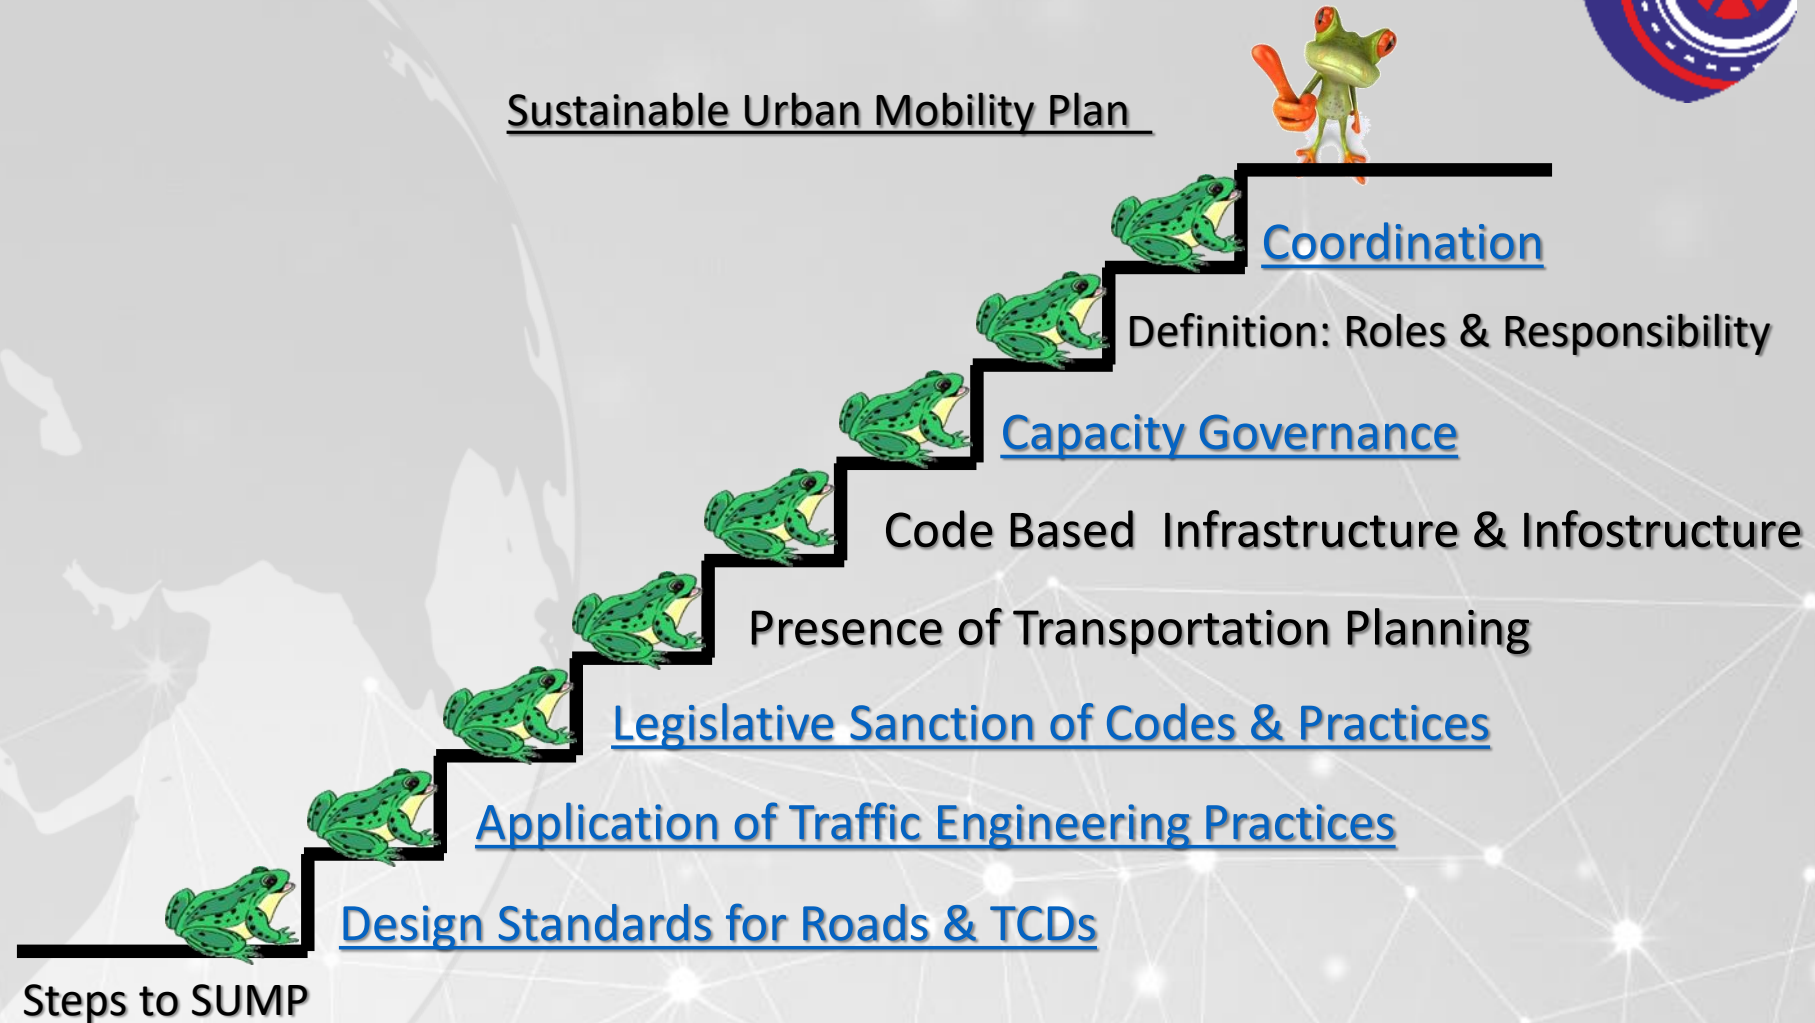 Sustainable Urban Mobility Plan
Coordination
Definition: Roles & Responsibility
Capacity Governance
Code Based  Infrastructure & Infostructure
Presence of Transportation Planning
Legislative Sanction of Codes & Practices
Application of Traffic Engineering Practices
Design Standards for Roads & TCDs
Steps to SUMP